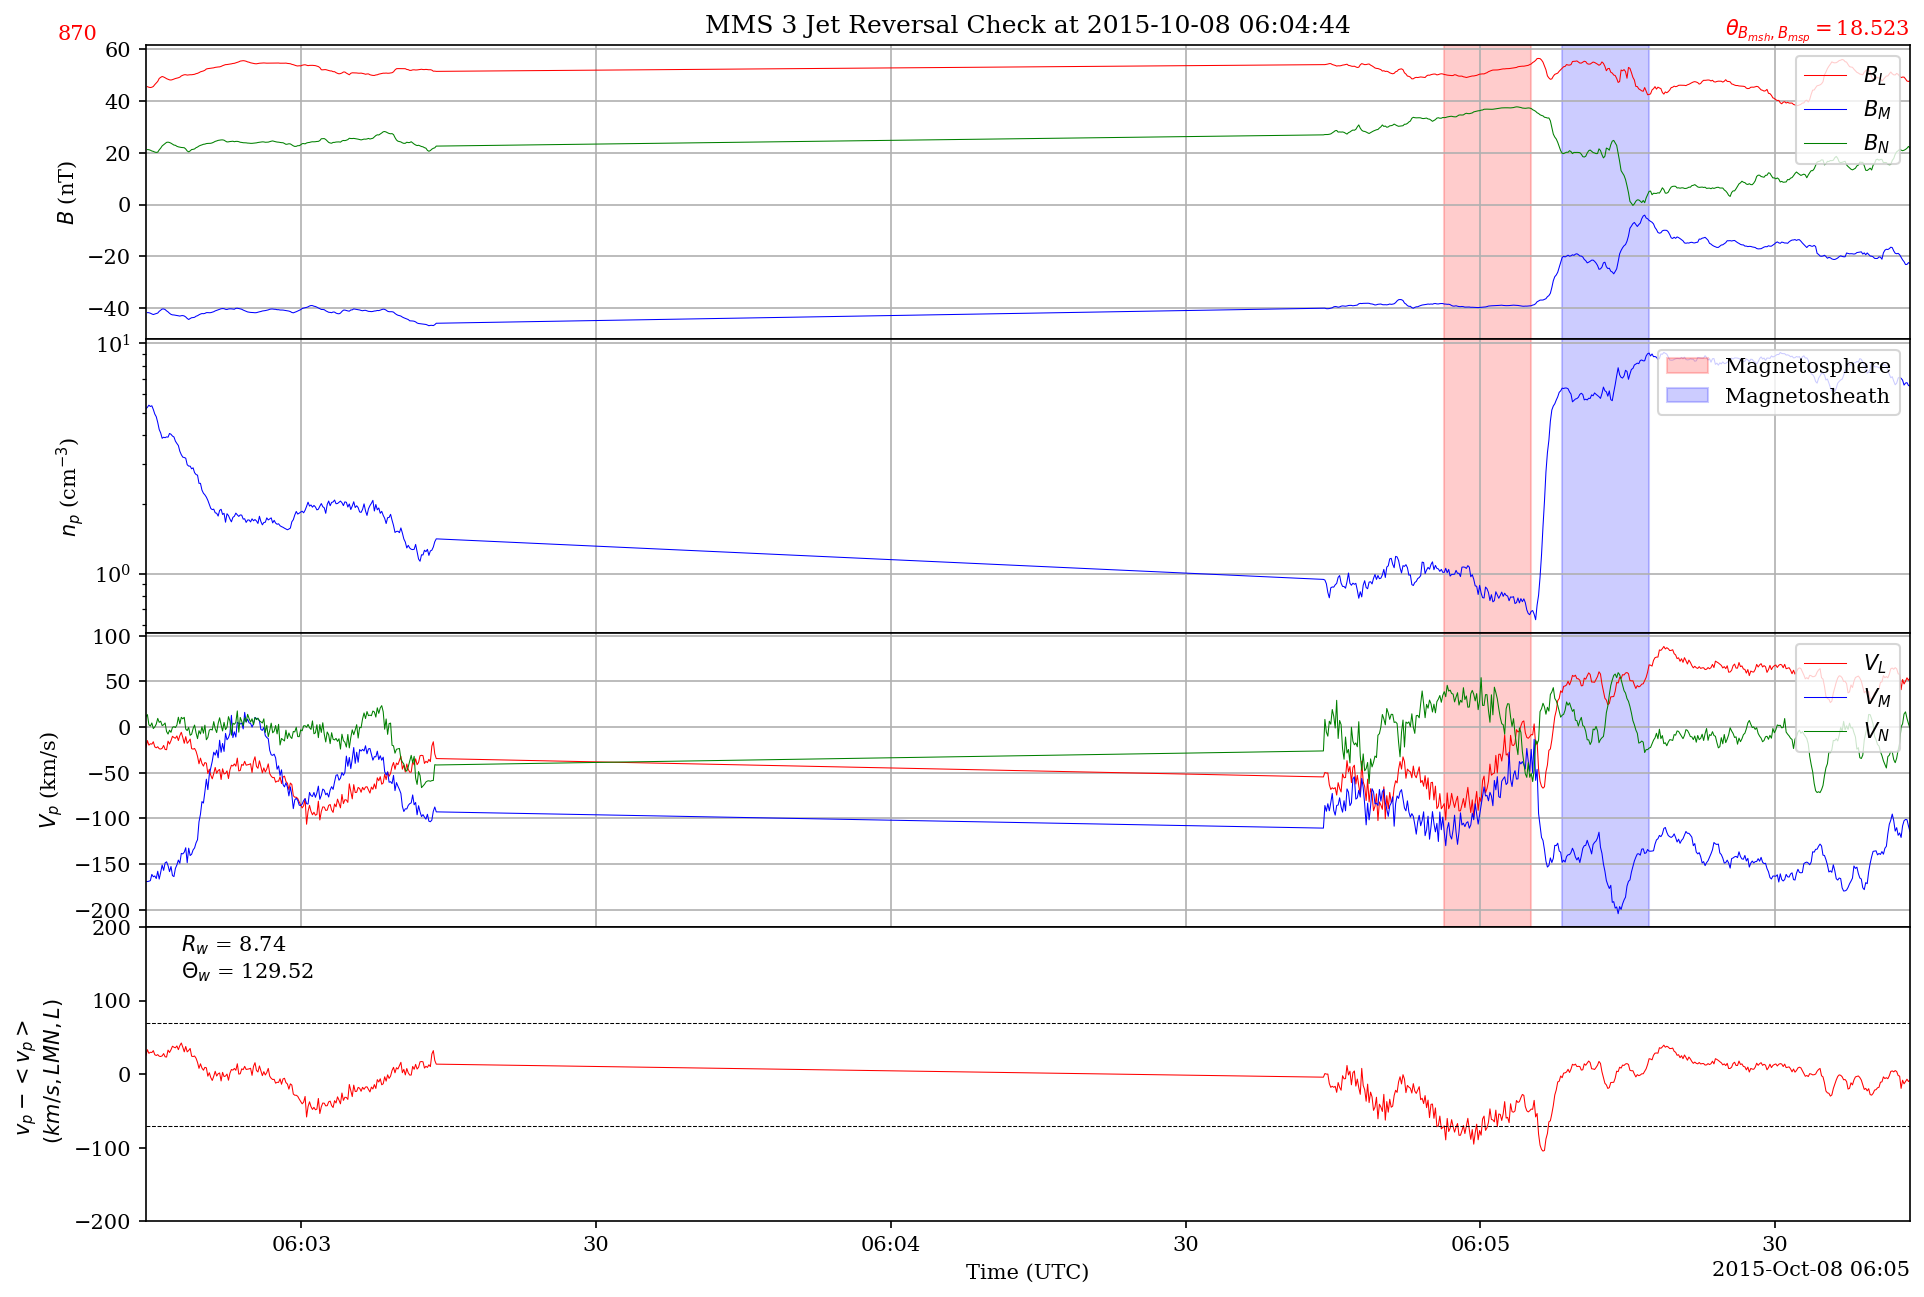 MMS 3 Jet Reversal Check at 2015-10-08 06:04:44
870
θ_{B_{msh}, B_{msp}} = 18.523
60
40
20
0
−20
−40
B (nT)
B_L
B_M
B_N
10^1
10^0
n_p (cm^{−3})
Magnetosphere
Magnetosheath
100
50
0
−50
−100
−150
−200
V_p (km/s)
V_L
V_M
V_N
200
100
0
−100
−200
v_p − < v_p >
(km/s, LMN, L)
R_w = 8.74
Θ_w = 129.52
06:03
30
06:04
30
06:05
30
Time (UTC)
2015-Oct-08 06:05